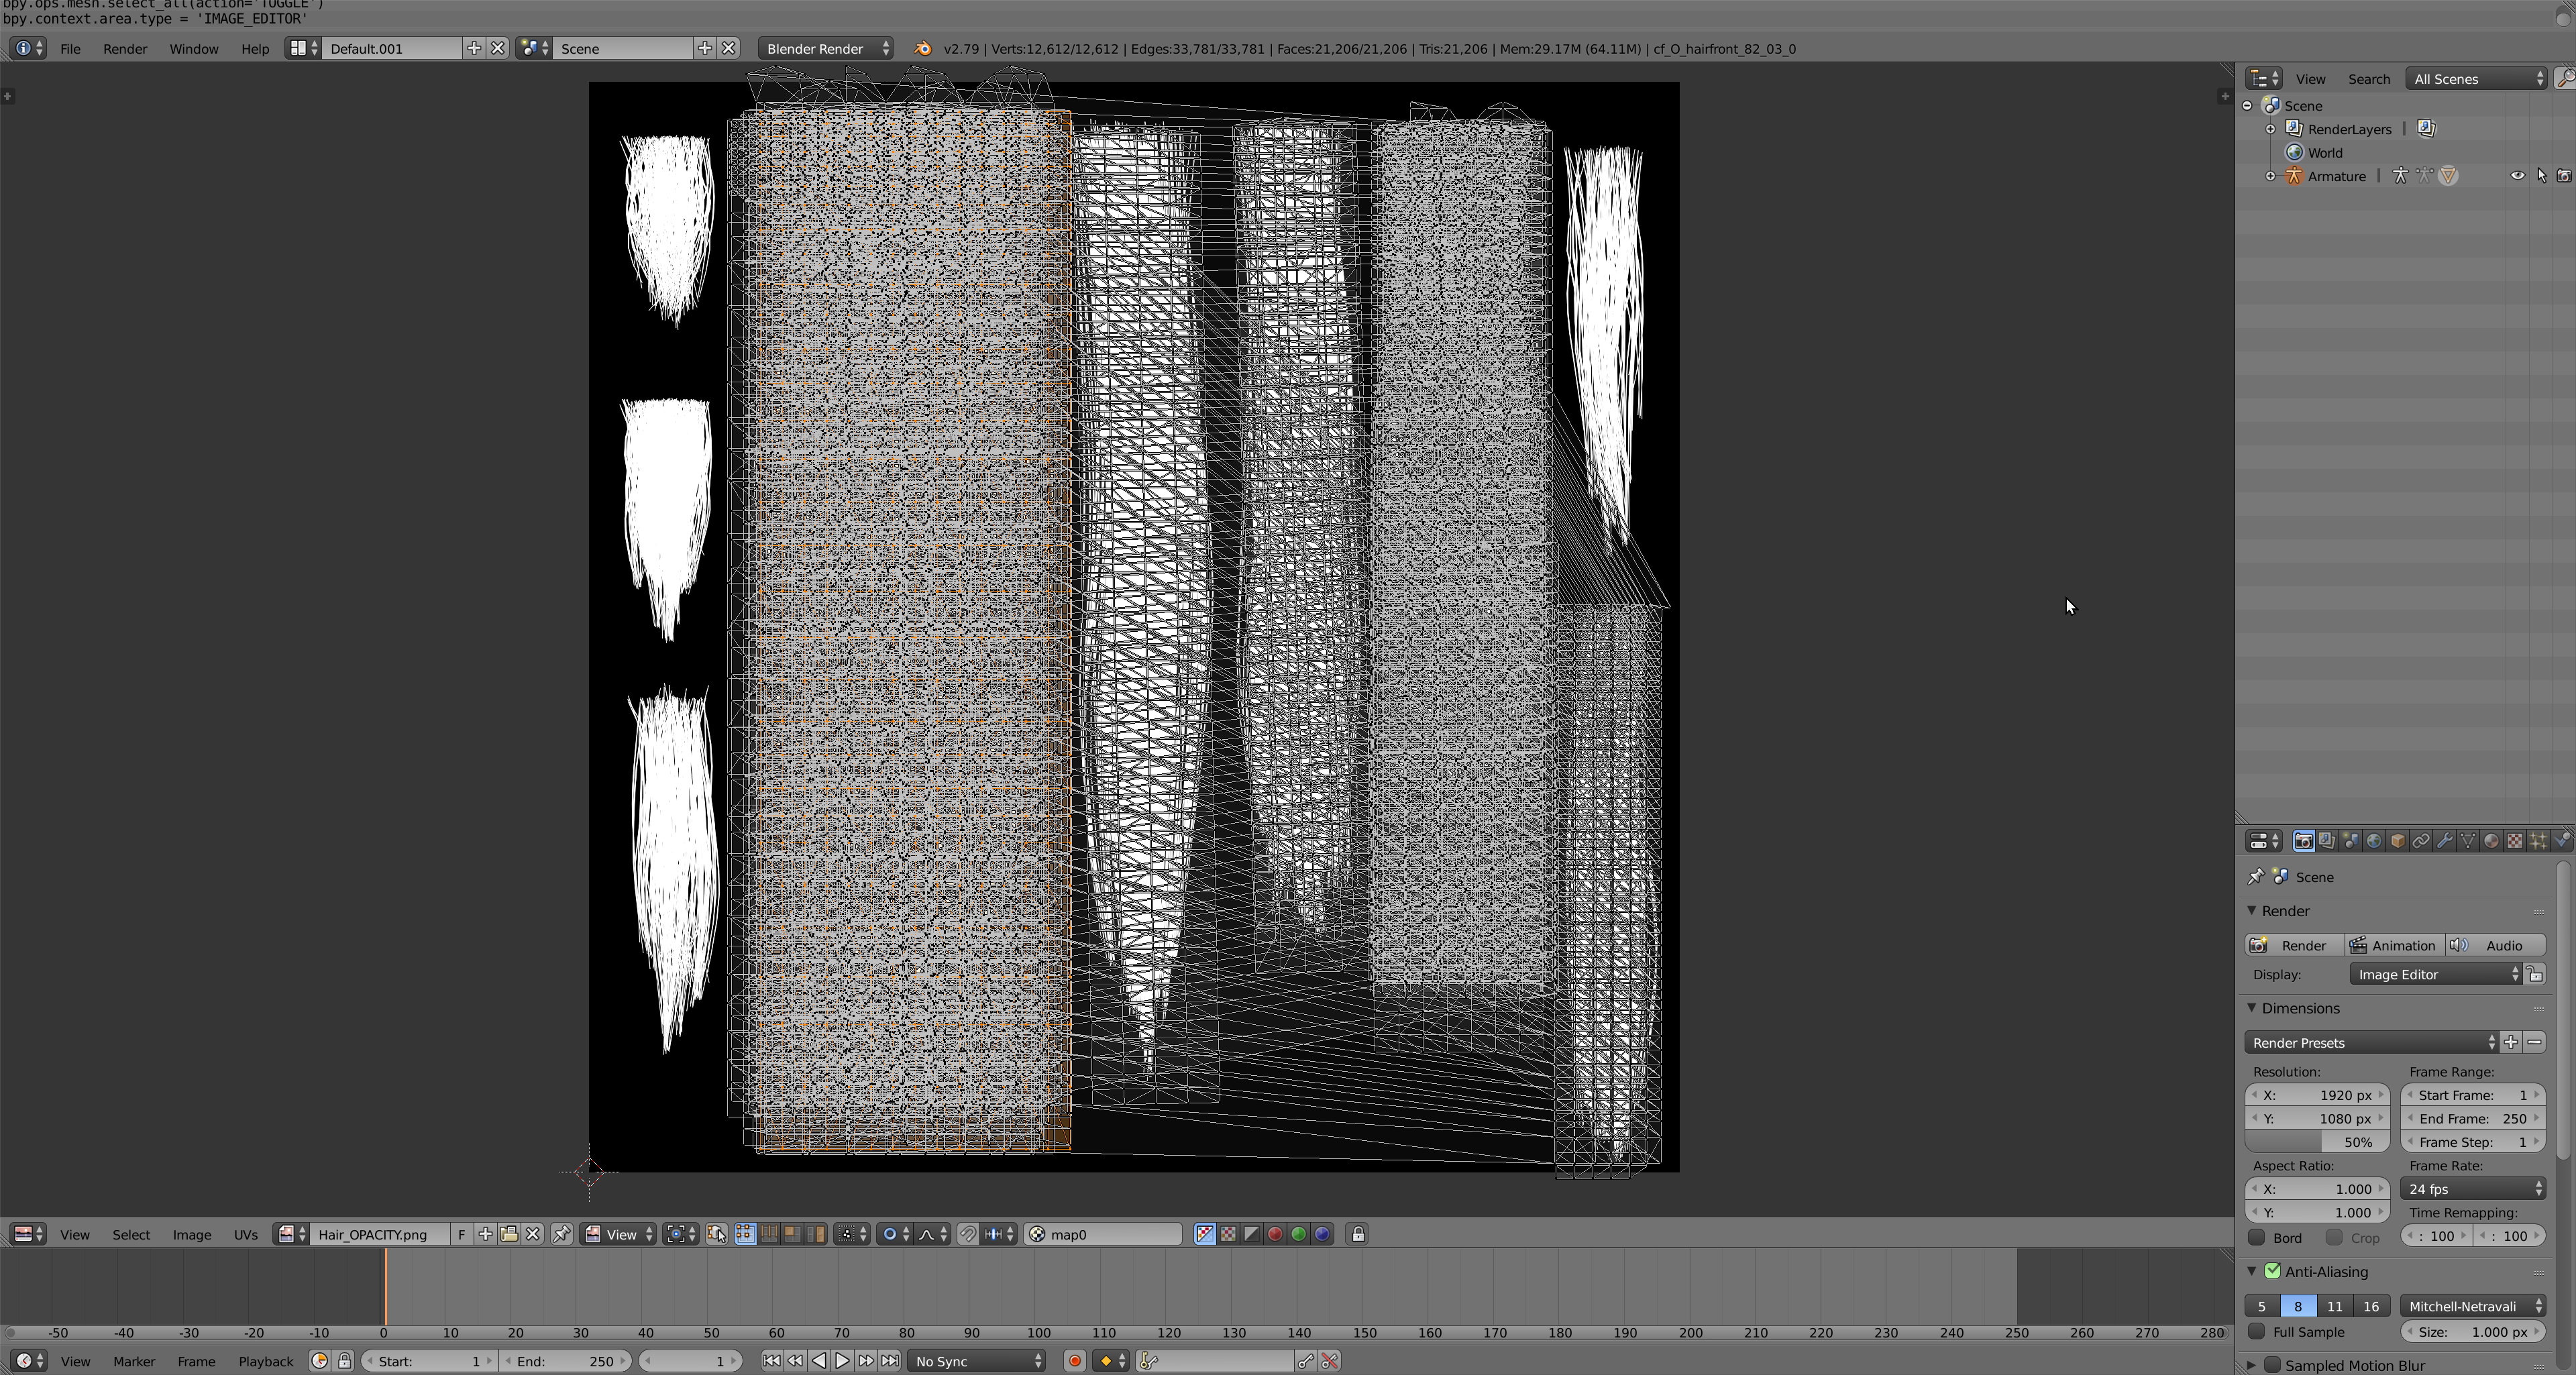 bpy.ops.mesh.select_all(action='TOGGLE')
bpy.context.area.type = 'IMAGE_EDITOR'
File Render Window Help Default.001 Scene Blender Render v2.79 | Verts:12,612/12,612 | Edges:33,781/33,781 | Faces:21,206/21,206 | Tris:21,206 | Mem:29.17M (64.11M) | cf_O_hairfront_82_03_0
View Search All Scenes
Scene
RenderLayers
World
Armature
Scene
Render
Render Animation Audio
Display: Image Editor
Dimensions
Render Presets
Resolution: Frame Range:
X: 1920 px Start Frame: 1
Y: 1080 px End Frame: 250
50% Frame Step: 1
Aspect Ratio: Frame Rate:
X: 1.000 24 fps
Y: 1.000 Time Remapping:
Bord Crop : 100 : 100
Anti-Aliasing
5 8 11 16 Mitchell-Netravali
Full Sample Size: 1.000 px
Sampled Motion Blur
View Select Image UVs Hair_OPACITY.png F View map0
-50 -40 -30 -20 -10 0 10 20 30 40 50 60 70 80 90 100 110 120 130 140 150 160 170 180 190 200 210 220 230 240 250 260 270 280
View Marker Frame Playback Start: 1 End: 250 1 No Sync